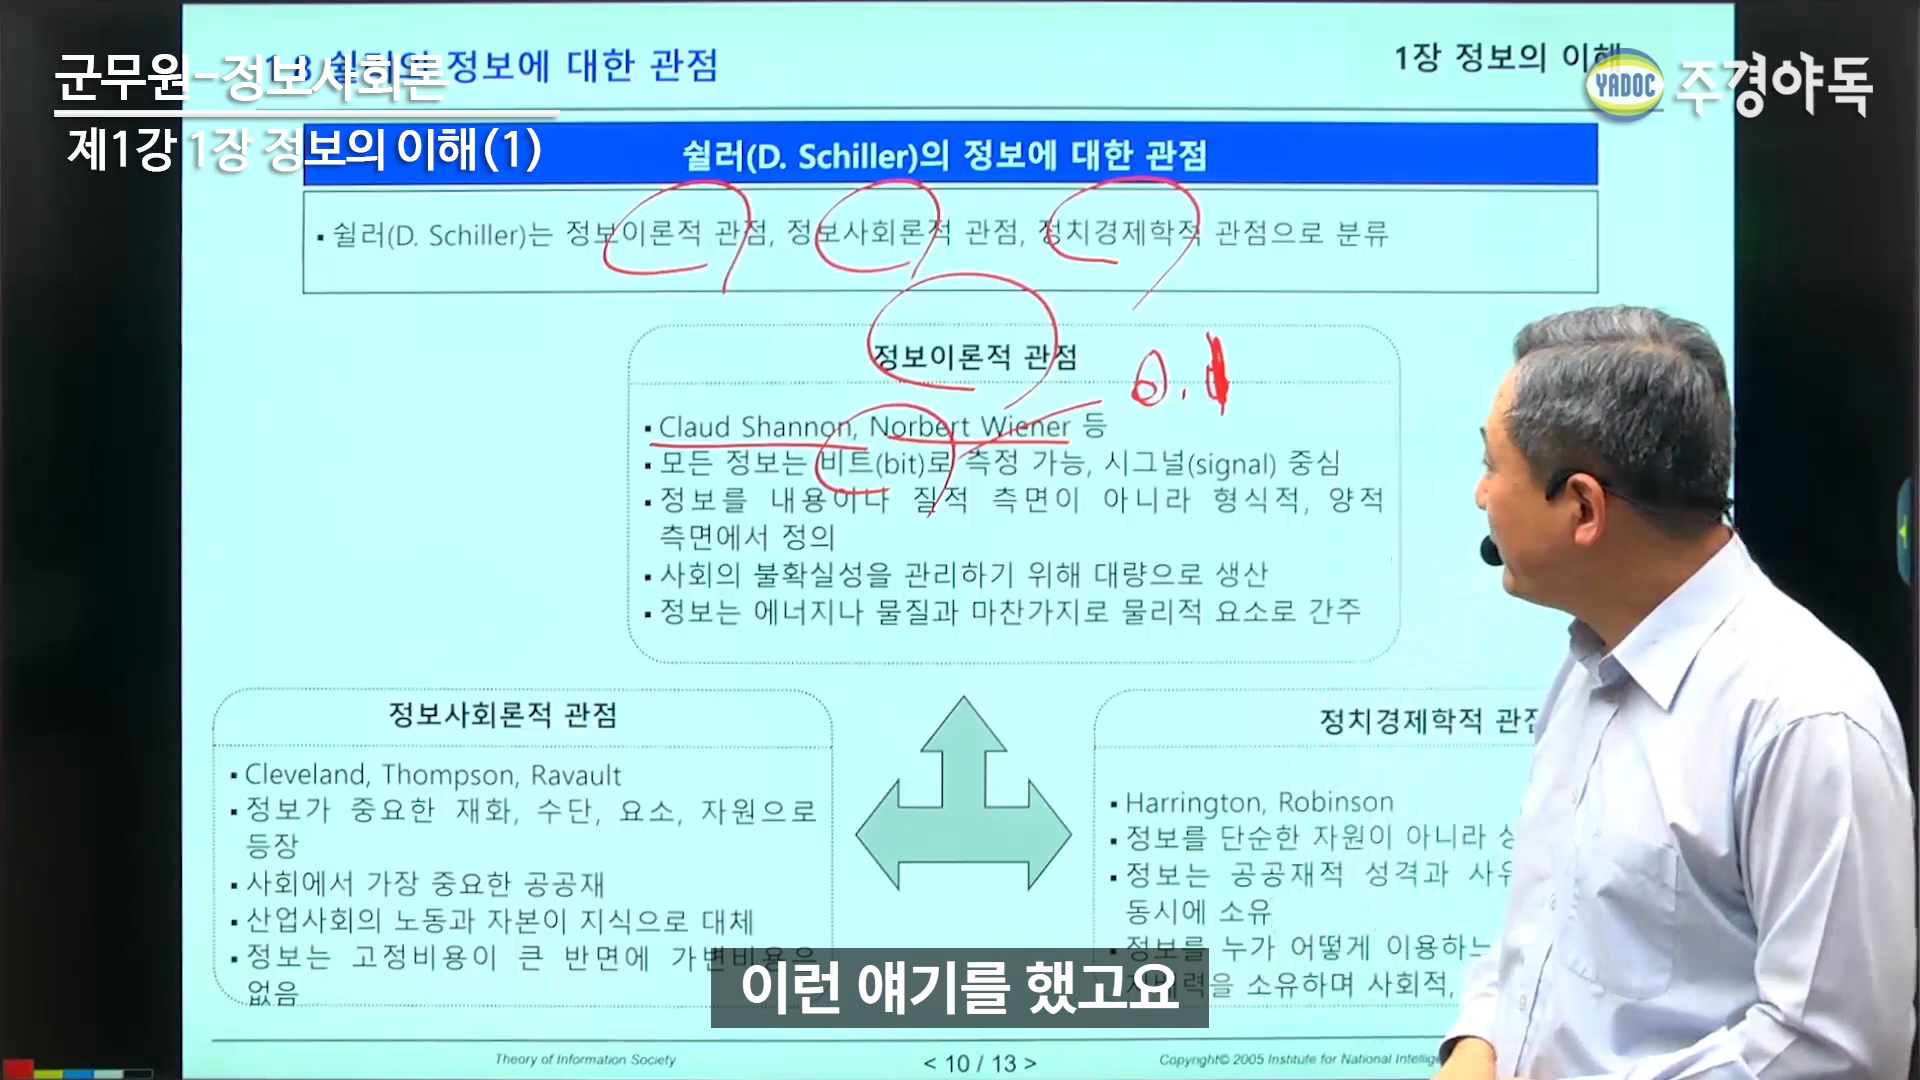 군무원-정보사회론
제1강 1장 정보의 이해(1)
정보에 대한 관점
1장 정보의 이해
YADOC 주경야독
쉴러(D. Schiller)의 정보에 대한 관점
▪ 쉴러(D. Schiller)는 정보이론적 관점, 정보사회론적 관점, 정치경제학적 관점으로 분류
정보이론적 관점
0.1
▪ Claud Shannon, Norbert Wiener 등
▪ 모든 정보는 비트(bit)로 측정 가능, 시그널(signal) 중심
▪ 정보를 내용이나 질적 측면이 아니라 형식적, 양적
측면에서 정의
▪ 사회의 불확실성을 관리하기 위해 대량으로 생산
▪ 정보는 에너지나 물질과 마찬가지로 물리적 요소로 간주
정보사회론적 관점
▪ Cleveland, Thompson, Ravault
▪ 정보가 중요한 재화, 수단, 요소, 자원으로
등장
▪ 사회에서 가장 중요한 공공재
▪ 산업사회의 노동과 자본이 지식으로 대체
▪ 정보는 고정비용이 큰 반면에 가변비용은
없음
정치경제학적 관점
▪ Harrington, Robinson
▪ 정보를 단순한 자원이 아니라
▪ 정보는 공공재적 성격과
동시에 소유
▪ 정보를 누가 어떻게 이용하느
소유하며 사회적,
이런 얘기를 했고요
Theory of Information Society
< 10 / 13 >
Copyright© 2005 Institute for National